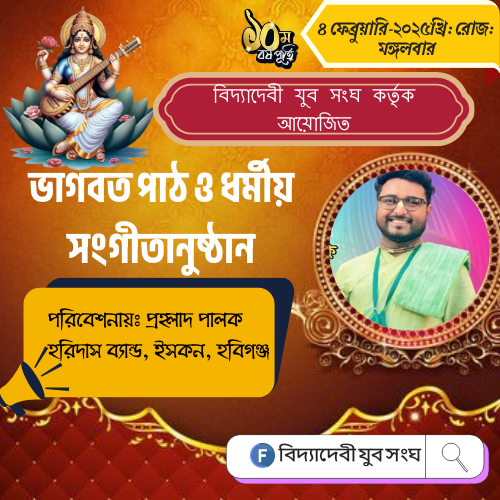 ১০ম
বর্ষপূর্তি
৪ ফেব্রুয়ারি-২০২৫খ্রি: রোজ:
মঙ্গলবার
বিদ্যাদেবী যুব সংঘ কর্তৃক
আয়োজিত
ভাগবত পাঠ ও ধর্মীয়
সংগীতানুষ্ঠান
পরিবেশনায়ঃ প্রহ্লাদ পালক
হরিদাস ব্যান্ড, ইসকন, হবিগঞ্জ
F বিদ্যাদেবী যুব সংঘ